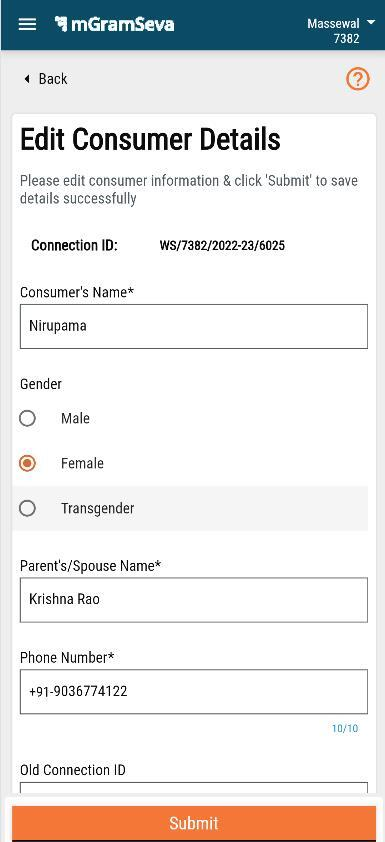 mGramSeva
Massewal
7382
Back
Edit Consumer Details
Please edit consumer information & click 'Submit' to save
details successfully
Connection ID: WS/7382/2022-23/6025
Consumer's Name*
Nirupama
Gender
Male
Female
Transgender
Parent's/Spouse Name*
Krishna Rao
Phone Number*
+91-9036774122
10/10
Old Connection ID
Submit